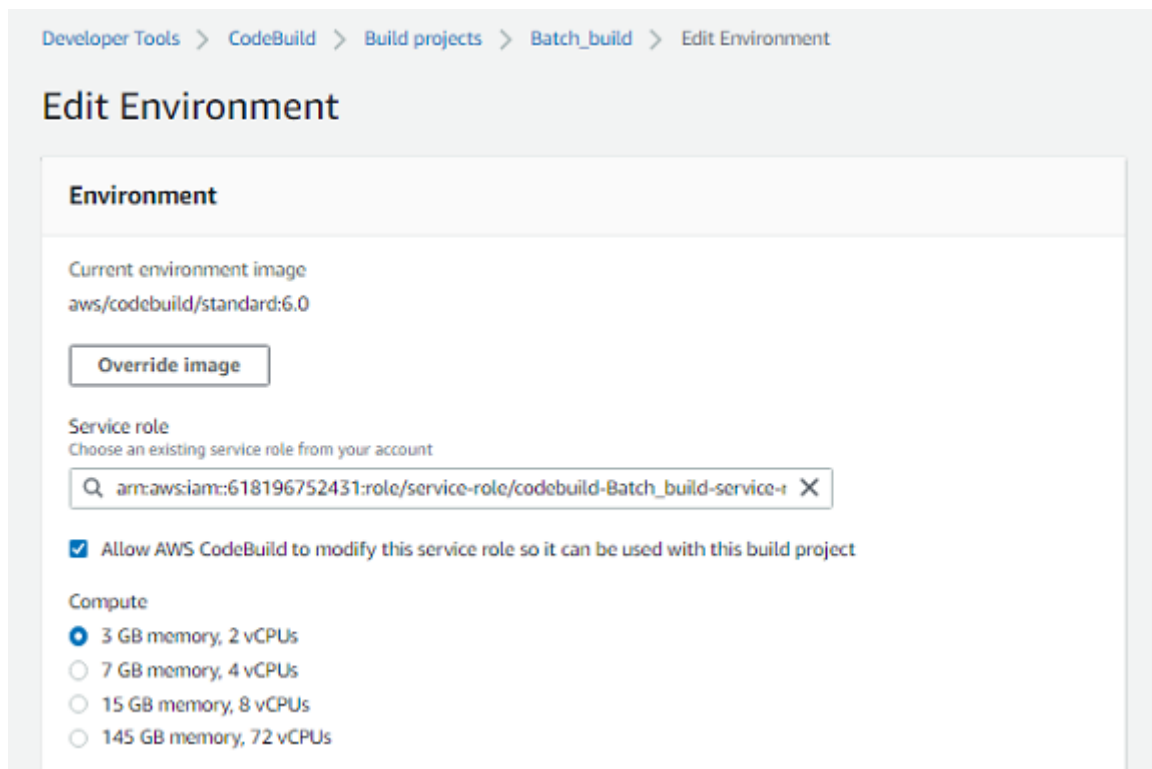 Developer Tools > CodeBuild > Build projects > Batch_build > Edit Environment
Edit Environment
Environment
Current environment image
aws/codebuild/standard:6.0
Override image
Service role
Choose an existing service role from your account
arn:aws:iam::618196752431:role/service-role/codebuild-Batch_build-service-r
Allow AWS CodeBuild to modify this service role so it can be used with this build project
Compute
3 GB memory, 2 vCPUs
7 GB memory, 4 vCPUs
15 GB memory, 8 vCPUs
145 GB memory, 72 vCPUs